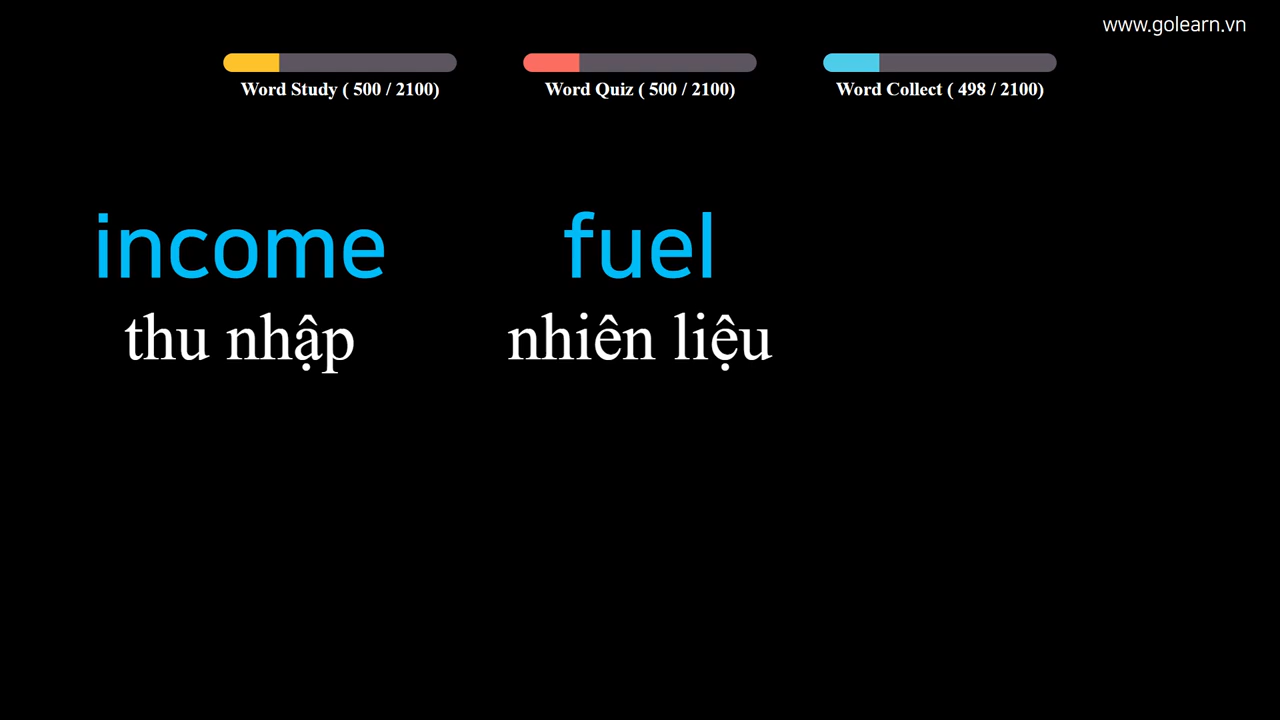 www.golearn.vn
Word Study ( 500 / 2100)
Word Quiz ( 500 / 2100)
Word Collect ( 498 / 2100)
income
thu nhập
fuel
nhiên liệu